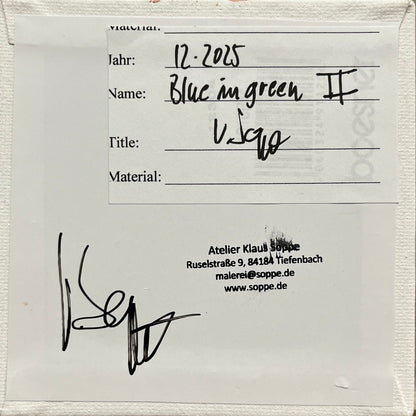 Material:
Jahr: 12.2025
Name: Blue in green II
Title: K. Soppe
Material:
Atelier Klaus Soppe
Ruselstraße 9, 84184 Tiefenbach
malerei@soppe.de
www.soppe.de